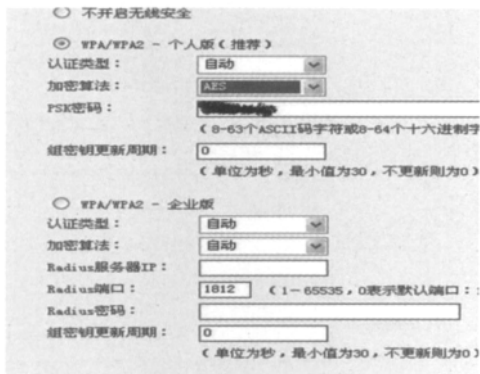 不开启无线安全
WPA/WPA2 - 个人版(推荐)
认证类型： 自动
加密算法： AES
PSK密码：
(8-63个ASCII码字符或8-64个十六进制字
组密钥更新周期： 0
(单位为秒，最小值为30，不更新则为0)
WPA/WPA2 - 企业版
认证类型： 自动
加密算法： 自动
Radius服务器IP：
Radius端口： 1812 (1-65535，0表示默认端口：
Radius密码：
组密钥更新周期： 0
(单位为秒，最小值为30，不更新则为0)